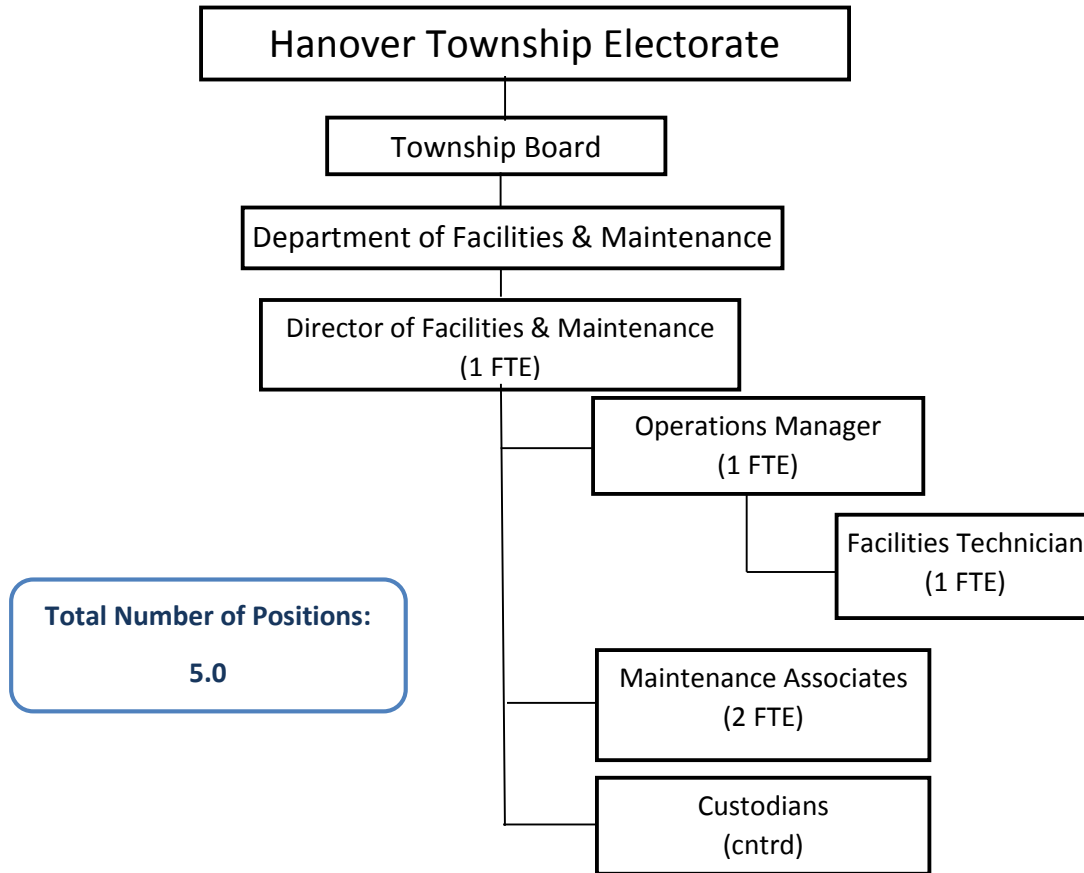 Hanover Township Electorate
Township Board
Department of Facilities & Maintenance
Director of Facilities & Maintenance
(1 FTE)
Operations Manager
(1 FTE)
Facilities Technician
(1 FTE)
Total Number of Positions:
5.0
Maintenance Associates
(2 FTE)
Custodians
(cntrd)